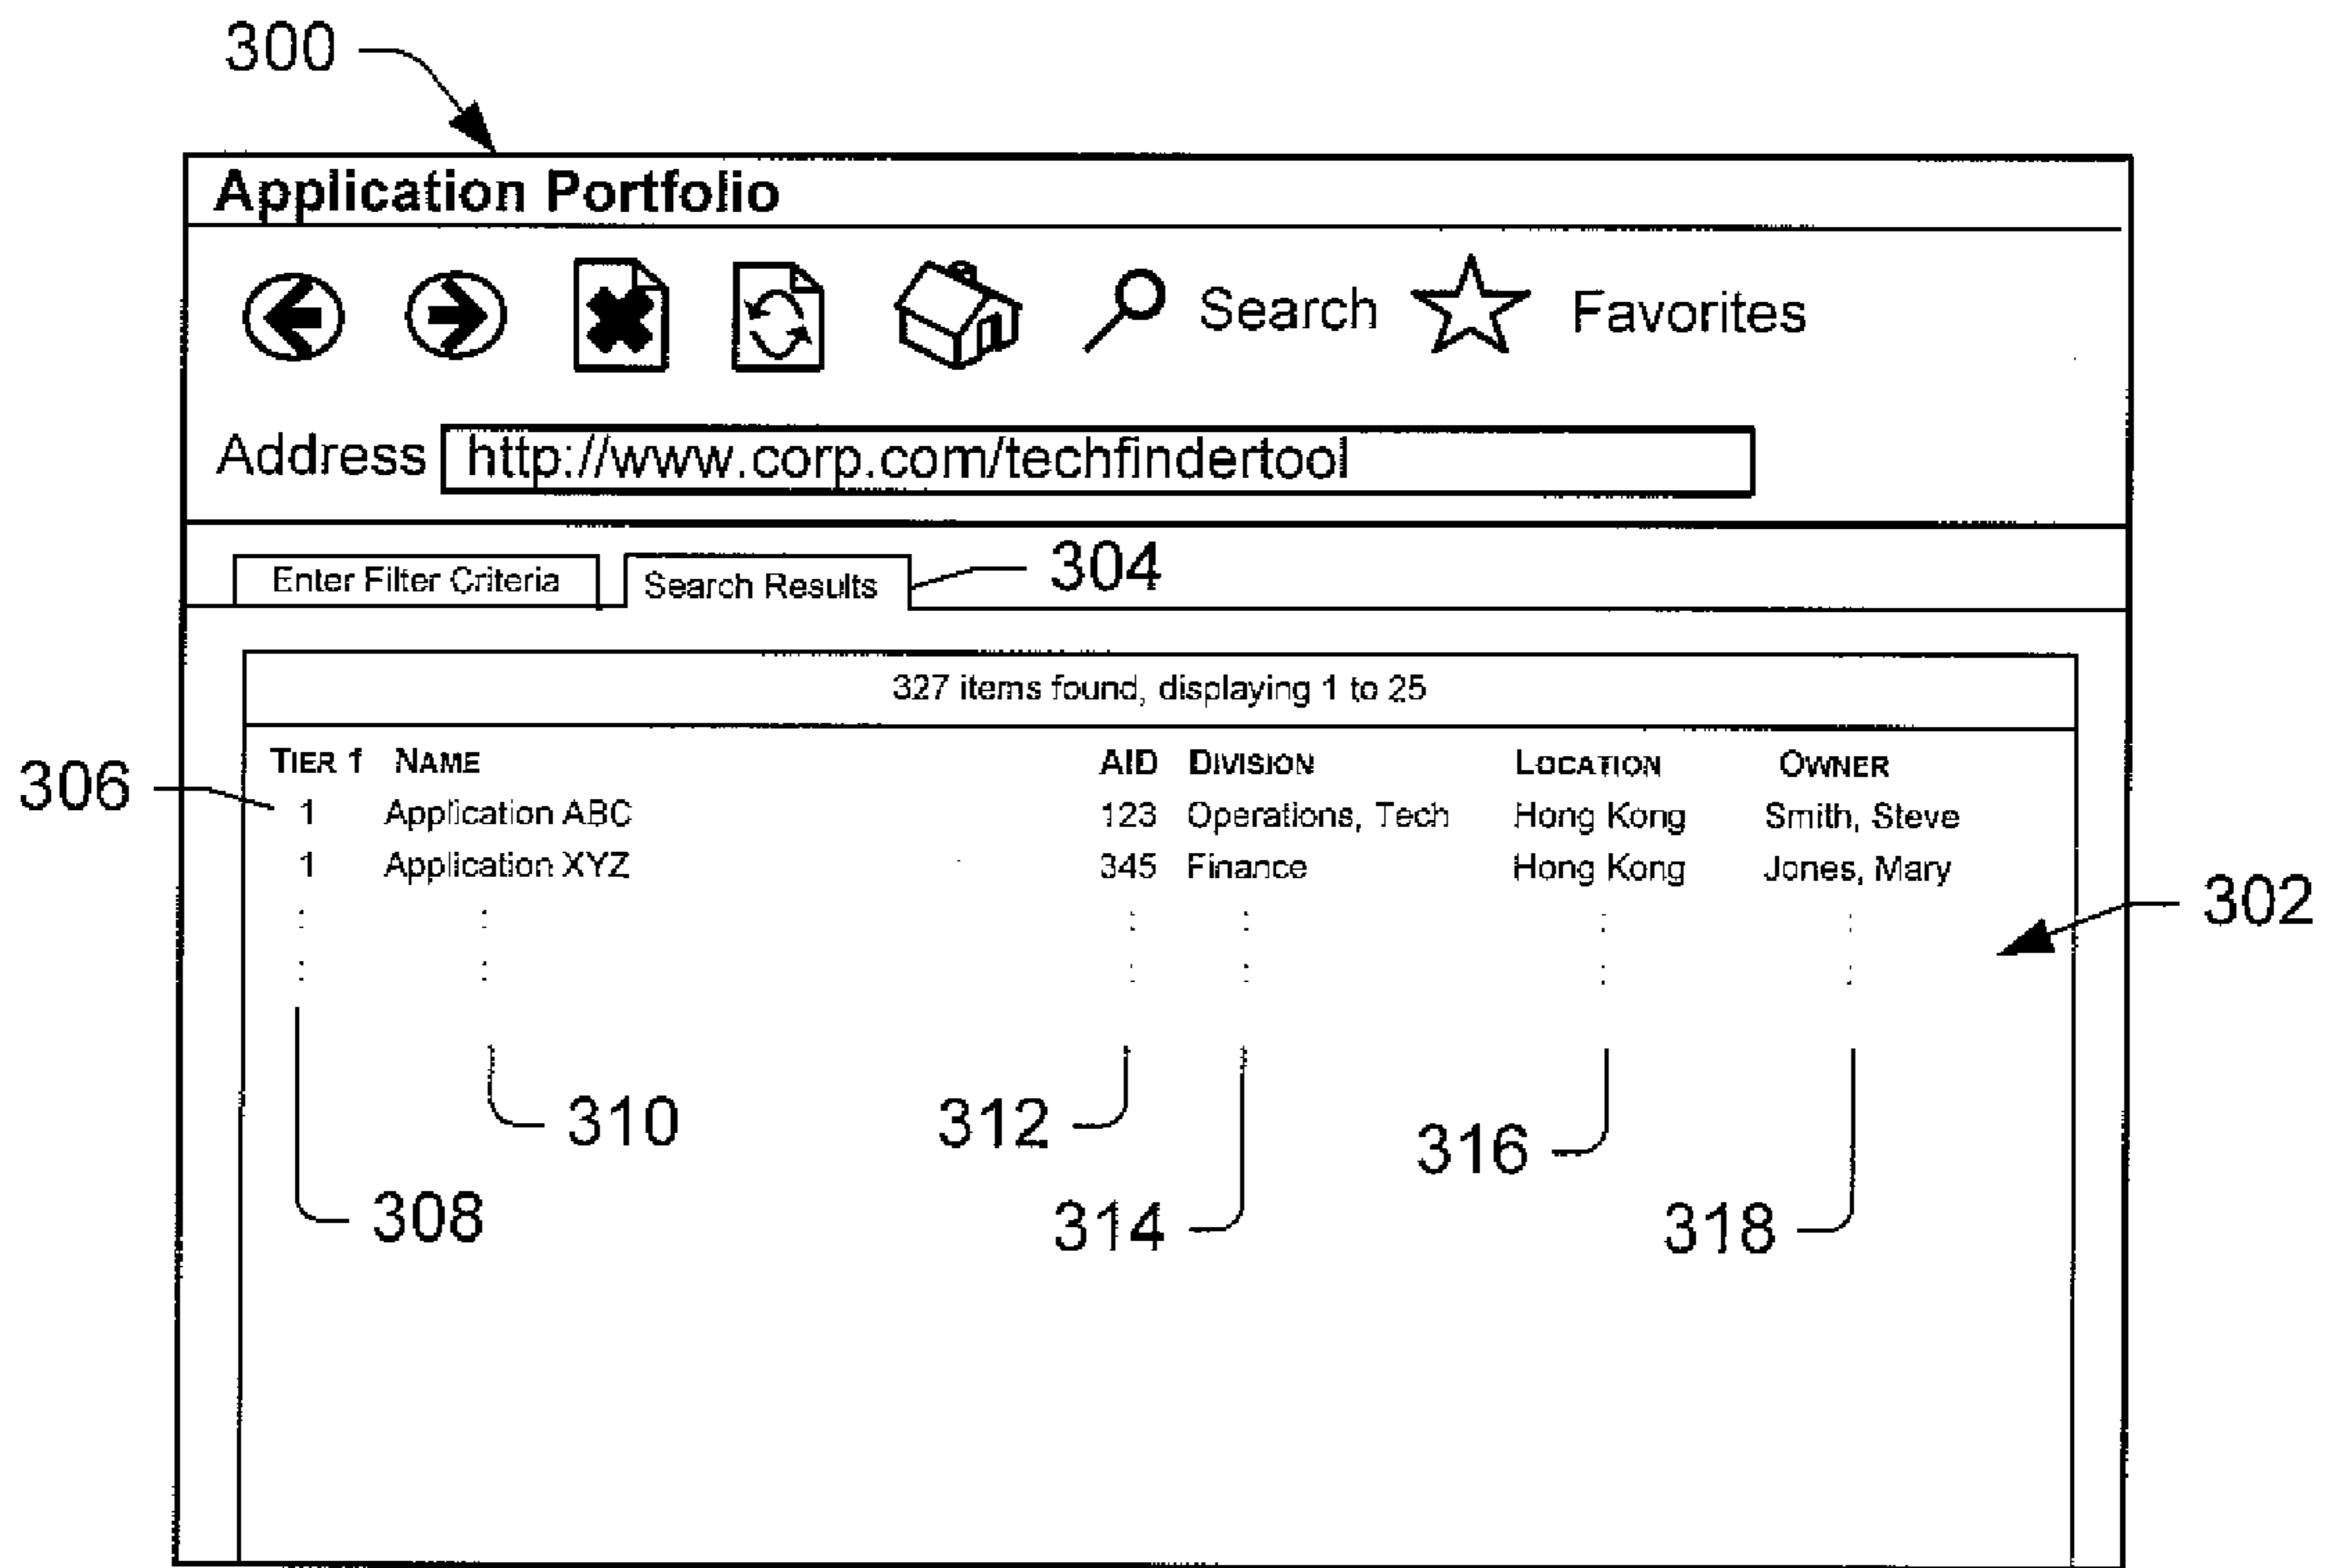 300
Application Portfolio
Search Favorites
Address http://www.corp.com/techfindertool
Enter Filter Criteria Search Results 304
327 items found, displaying 1 to 25
TIER 1 NAME AID DIVISION LOCATION OWNER
306 1 Application ABC 123 Operations, Tech Hong Kong Smith, Steve
1 Application XYZ 345 Finance Hong Kong Jones, Mary
302
310 312 316
308 314 318